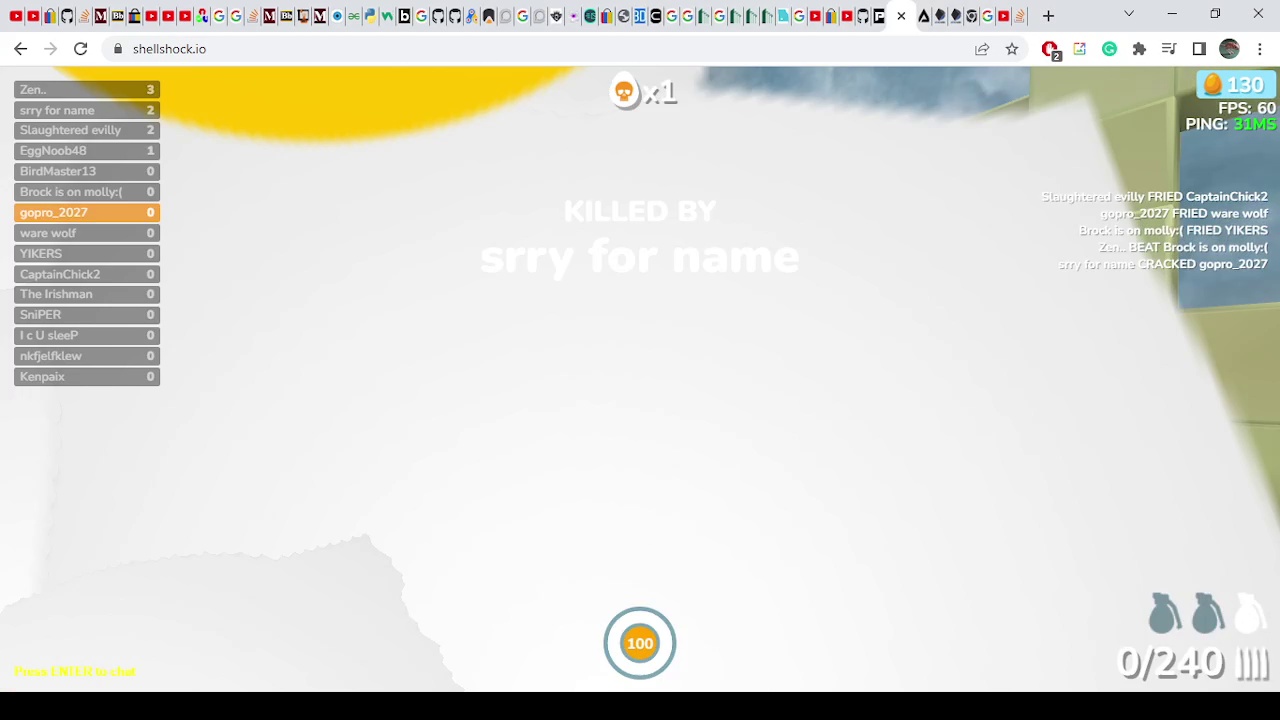 shellshock.io
2
Zen.. 3
srry for name 2
Slaughtered evilly 2
EggNoob48 1
BirdMaster13 0
Brock is on molly:( 0
gopro_2027 0
ware wolf 0
YIKERS 0
CaptainChick2 0
The Irishman 0
SniPER 0
I c U sleeP 0
nkfjelfklew 0
Kenpaix 0
x1
KILLED BY
srry for name
130
FPS: 60
PING: 31MS
Slaughtered evilly FRIED CaptainChick2
gopro_2027 FRIED ware wolf
Brock is on molly:( FRIED YIKERS
Zen.. BEAT Brock is on molly:(
srry for name CRACKED gopro_2027
100
0/240
Press ENTER to chat